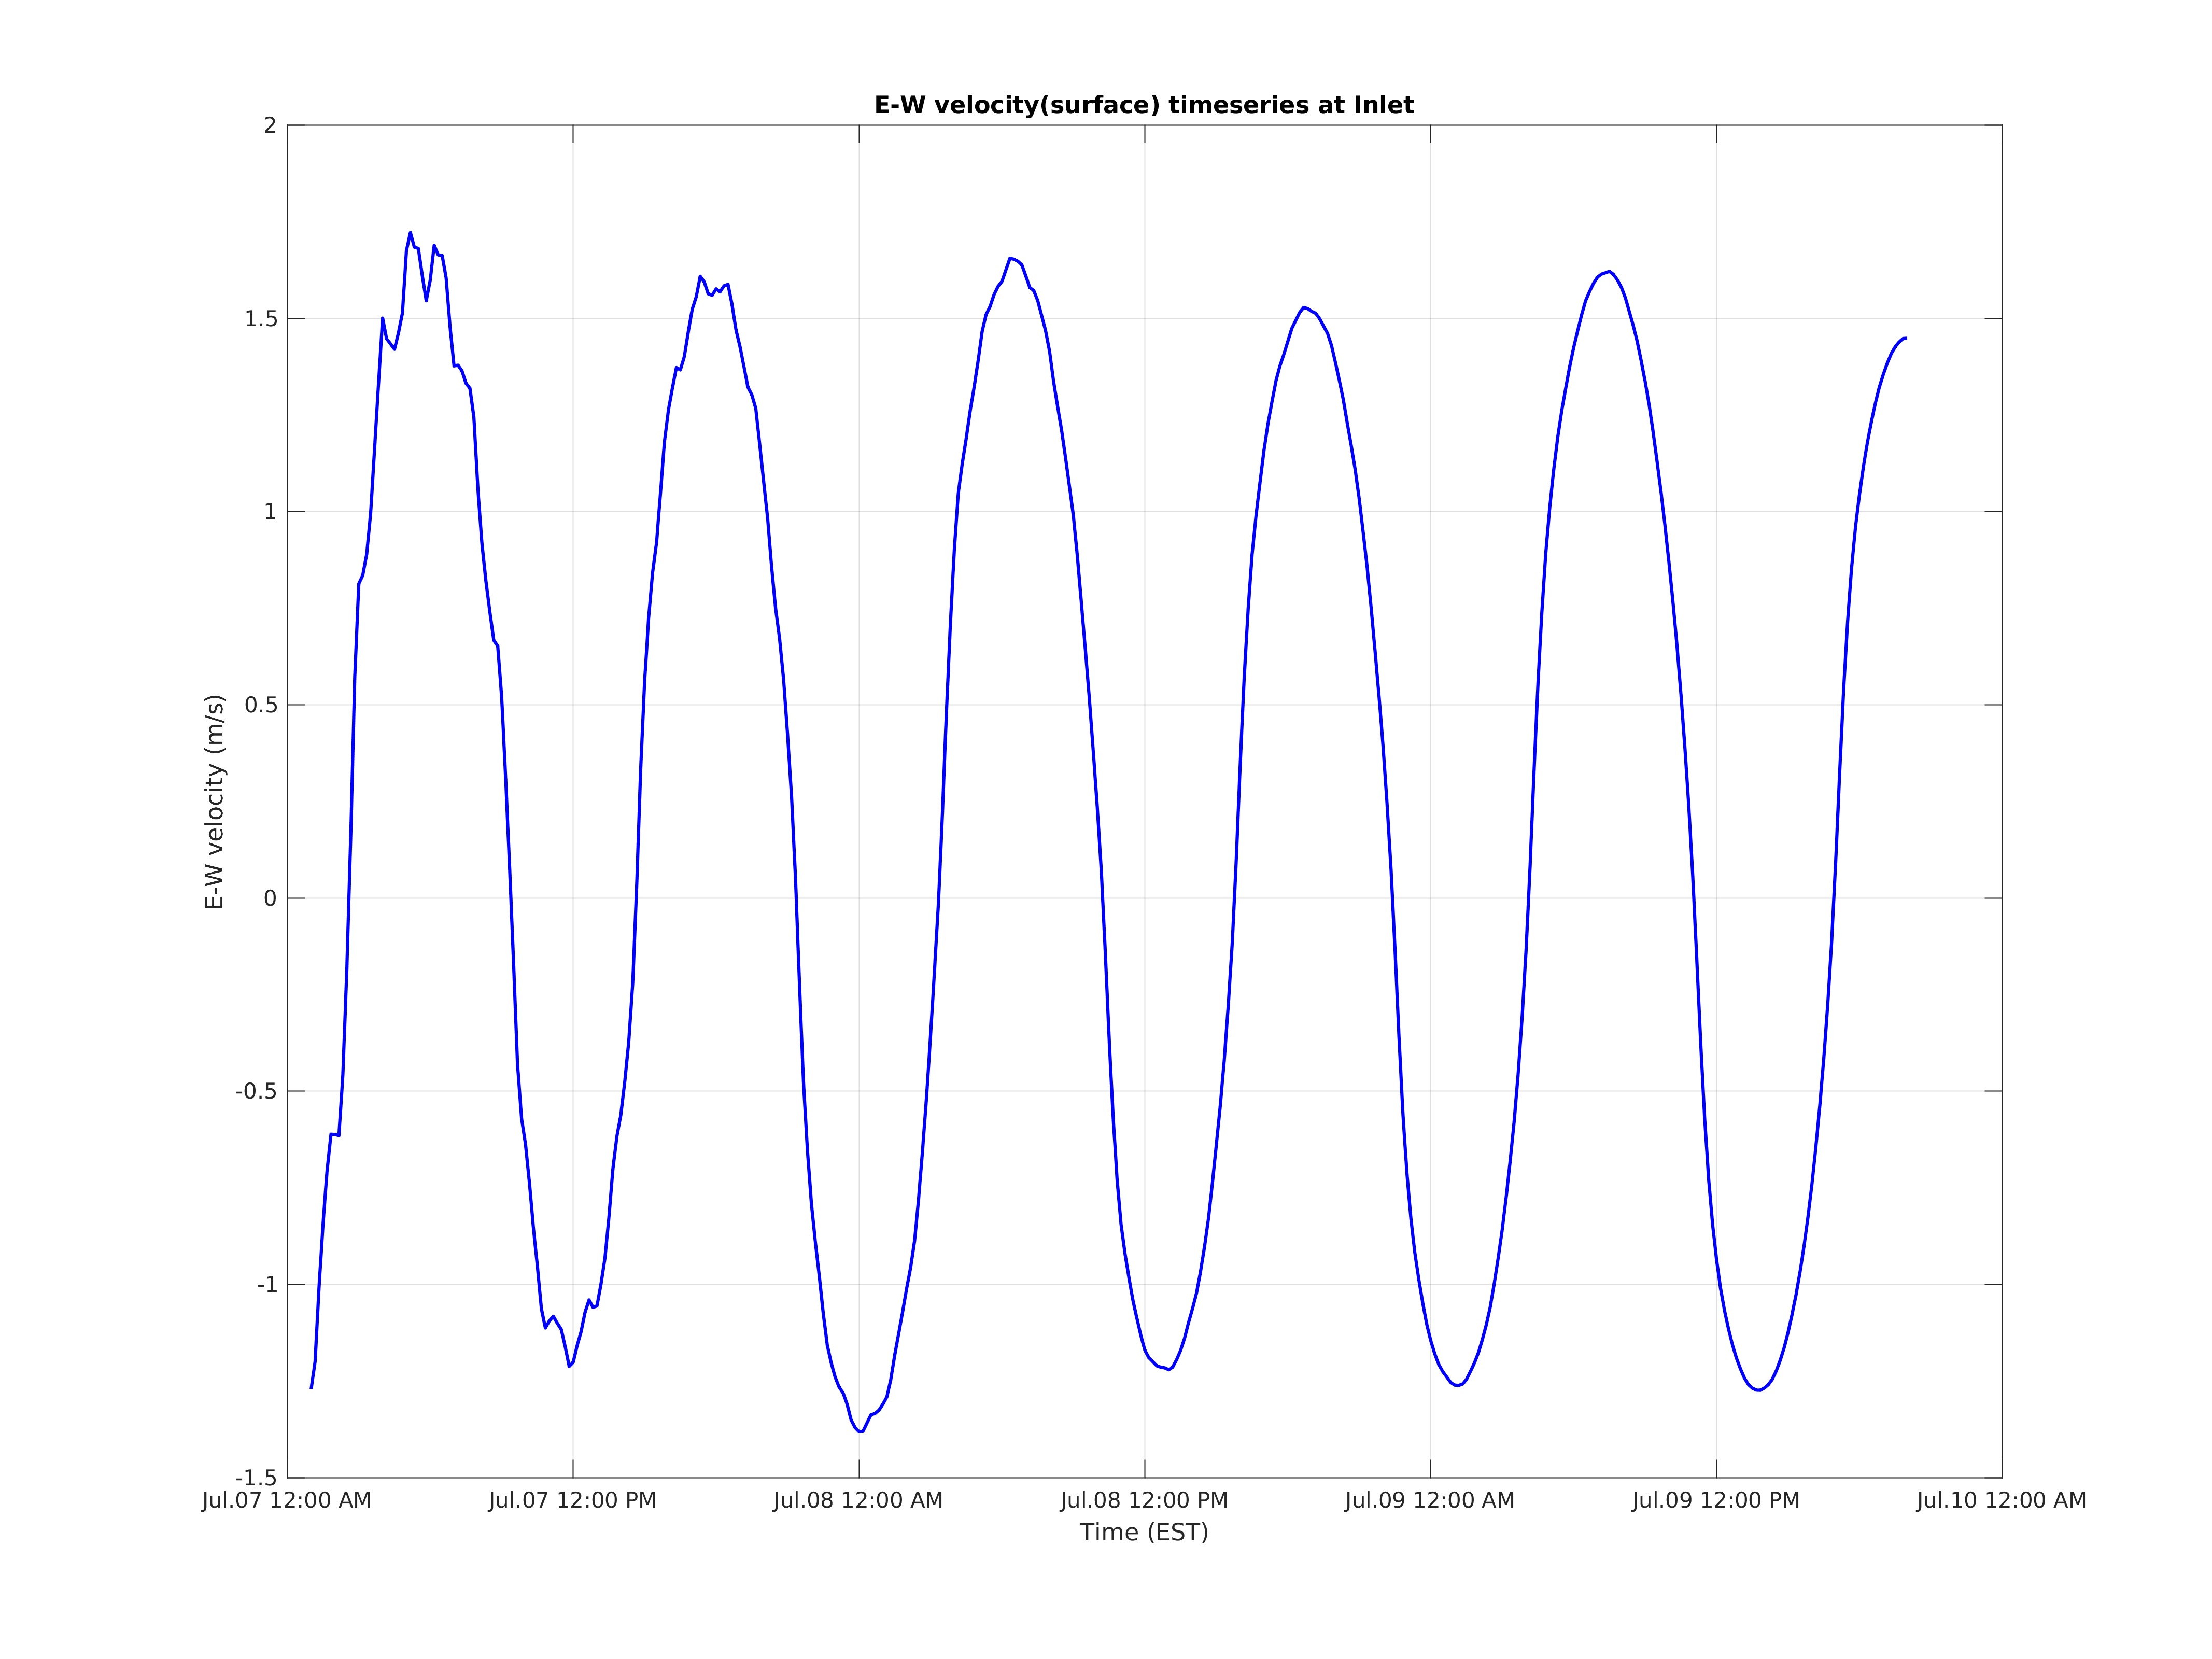 E-W velocity(surface) timeseries at Inlet
2
1.5
1
0.5
0
-0.5
-1
-1.5
E-W velocity (m/s)
Jul.07 12:00 AM Jul.07 12:00 PM Jul.08 12:00 AM Jul.08 12:00 PM Jul.09 12:00 AM Jul.09 12:00 PM Jul.10 12:00 AM
Time (EST)